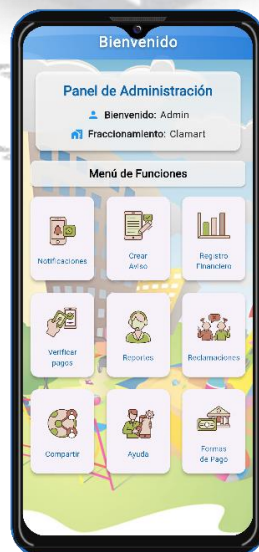 Bienvenido
Panel de Administración
Bienvenido: Admin
Fraccionamiento: Clamart
Menú de Funciones
Notificaciones
Crear
Aviso
Registro
Financiero
Verificar
pagos
Reportes
Reclamaciones
Compartir
Ayuda
Formas
de Pago